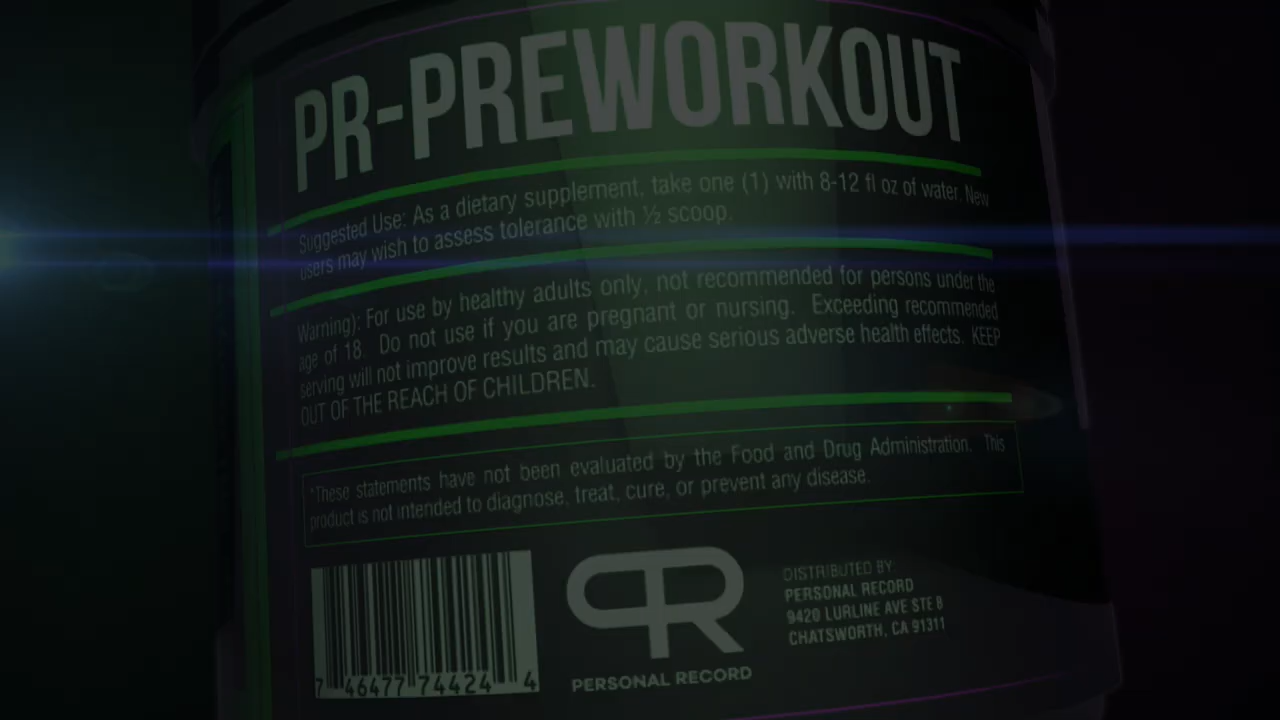 PR-PREWORKOUT
Suggested Use: As a dietary supplement, take one (1) with 8-12 fl oz of water. New
users may wish to assess tolerance with ½ scoop.
Warning): For use by healthy adults only, not recommended for persons under the
age of 18. Do not use if you are pregnant or nursing. Exceeding recommended
serving will not improve results and may cause serious adverse health effects. KEEP
OUT OF THE REACH OF CHILDREN.
*These statements have not been evaluated by the Food and Drug Administration. This
product is not intended to diagnose, treat, cure, or prevent any disease.
7 46477 74424 4
PR
PERSONAL RECORD
DISTRIBUTED BY:
PERSONAL RECORD
9420 LURLINE AVE STE B
CHATSWORTH, CA 91311